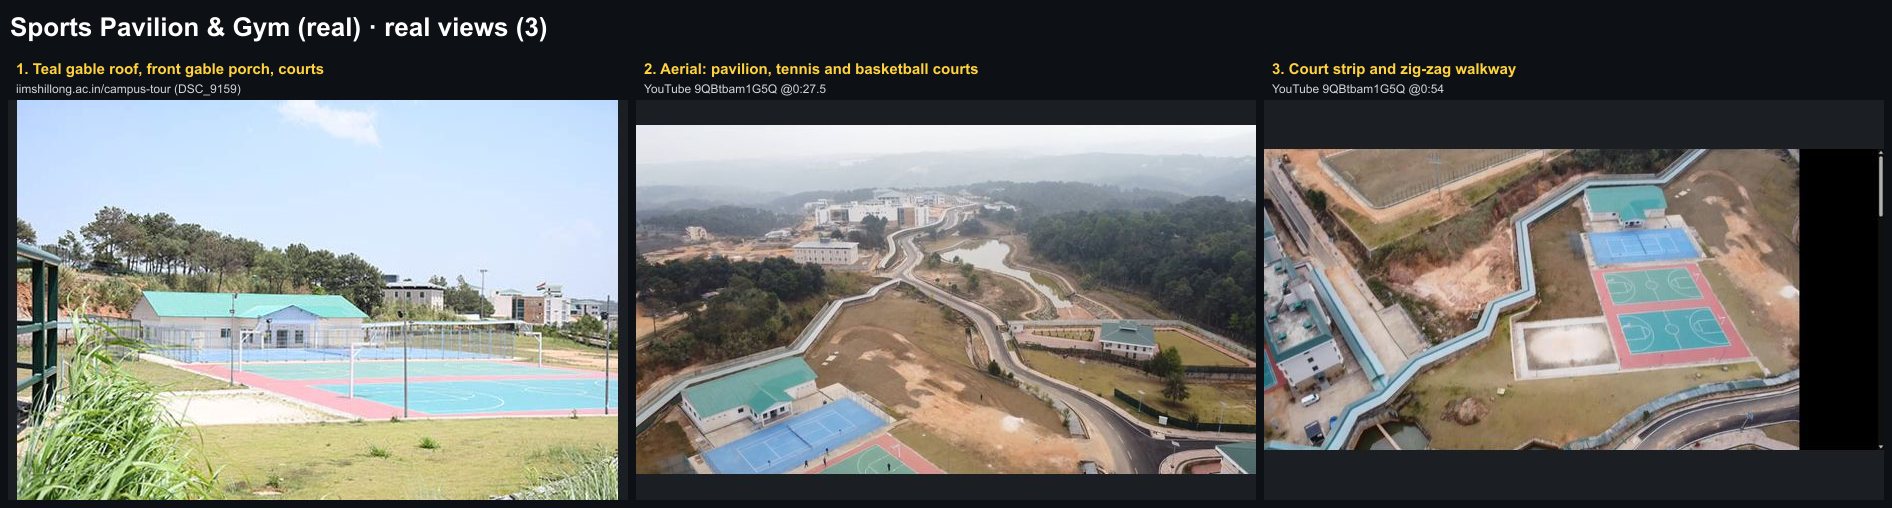 Sports Pavilion & Gym (real) · real views (3)
1. Teal gable roof, front gable porch, courts
iimshillong.ac.in/campus-tour (DSC_9159)
2. Aerial: pavilion, tennis and basketball courts
YouTube 9QBtbam1G5Q @0:27.5
3. Court strip and zig-zag walkway
YouTube 9QBtbam1G5Q @0:54